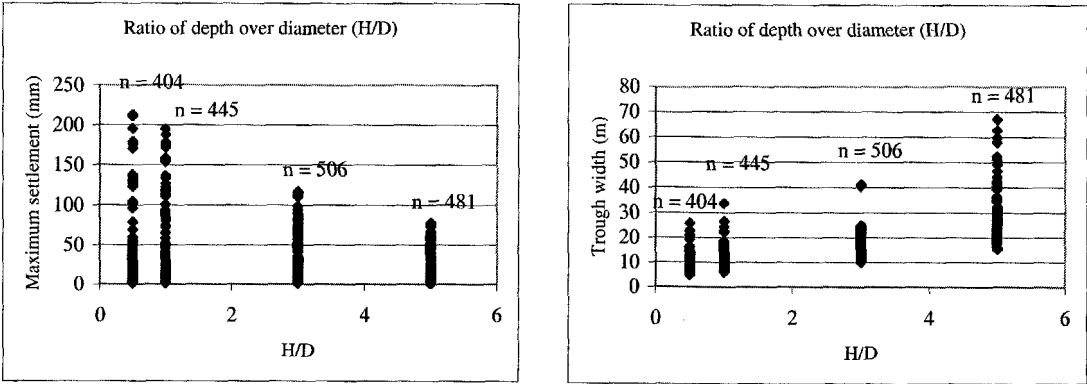 Ratio of depth over diameter (H/D)
Maximum settlement (mm)
250
200
150
100
50
0
n = 404
n = 445
n = 506
n = 481
0 2 4 6
H/D
Ratio of depth over diameter (H/D)
Trough width (m)
80
70
60
50
40
30
20
10
0
n = 481
n = 506
n = 445
n = 404
0 2 4 6
H/D